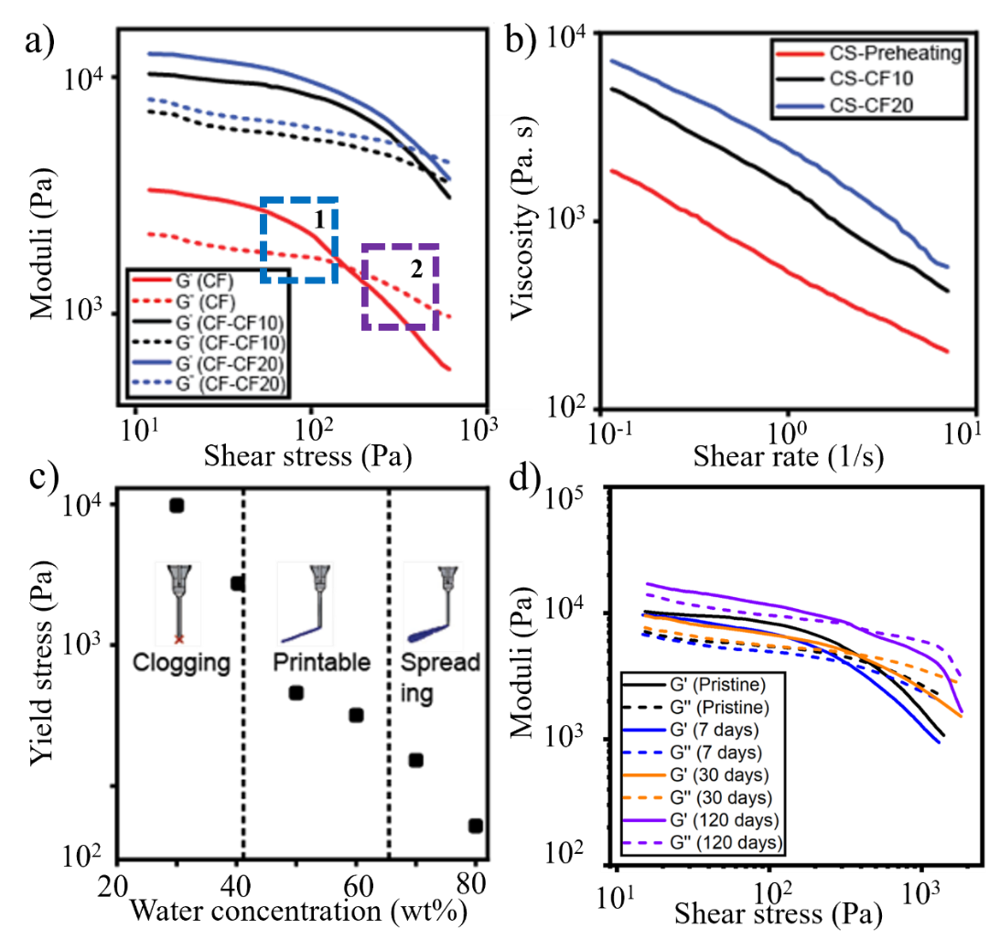 a)
10⁴
10³
Moduli (Pa)
1
2
G' (CF)
G'' (CF)
G' (CF-CF10)
G'' (CF-CF10)
G' (CF-CF20)
G'' (CF-CF20)
10¹
10²
10³
Shear stress (Pa)
b)
10⁴
10³
10²
Viscosity (Pa. s)
CS-Preheating
CS-CF10
CS-CF20
10⁻¹
10⁰
10¹
Shear rate (1/s)
c)
10⁴
10³
10²
Yield stress (Pa)
Clogging
Printable
Spread
ing
20
40
60
80
Water concentration (wt%)
d)
10⁵
10⁴
10³
10²
Moduli (Pa)
G' (Pristine)
G'' (Pristine)
G' (7 days)
G'' (7 days)
G' (30 days)
G'' (30 days)
G' (120 days)
G'' (120 days)
10¹
10²
10³
Shear stress (Pa)